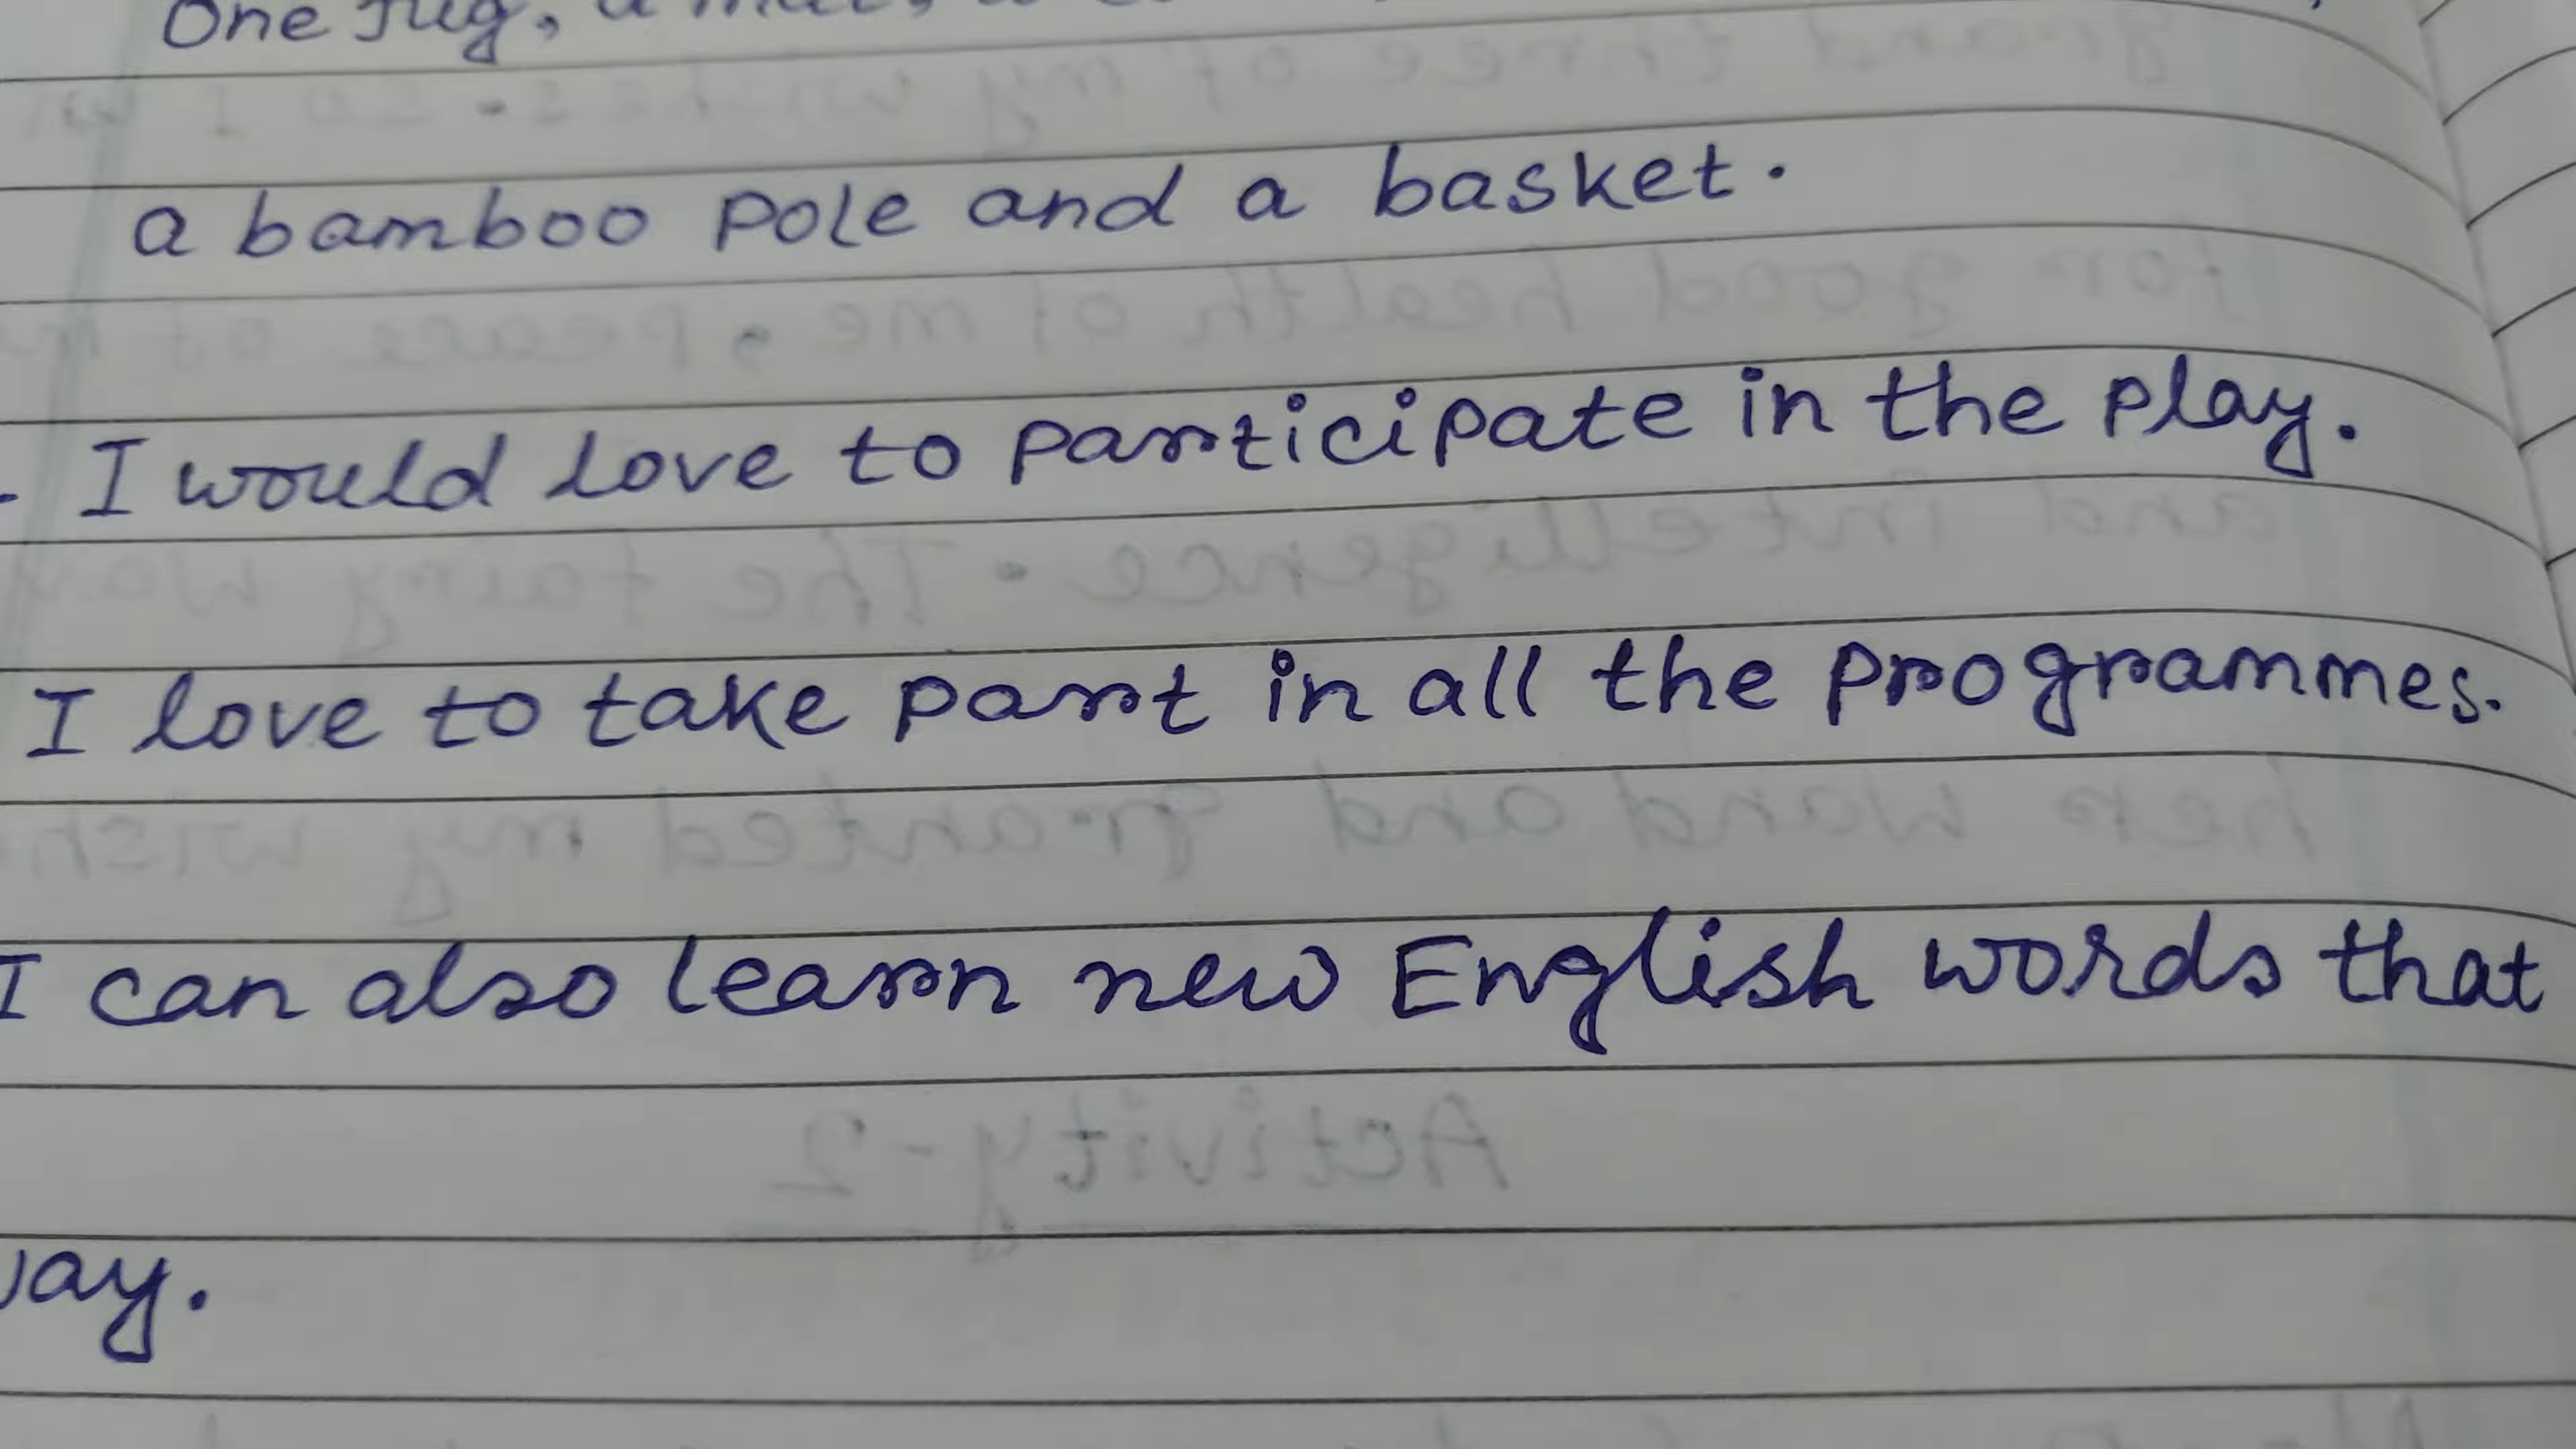 One Jug, a
a bamboo pole and a basket.
I would love to participate in the play.
I love to take part in all the programmes.
I can also learn new English words that